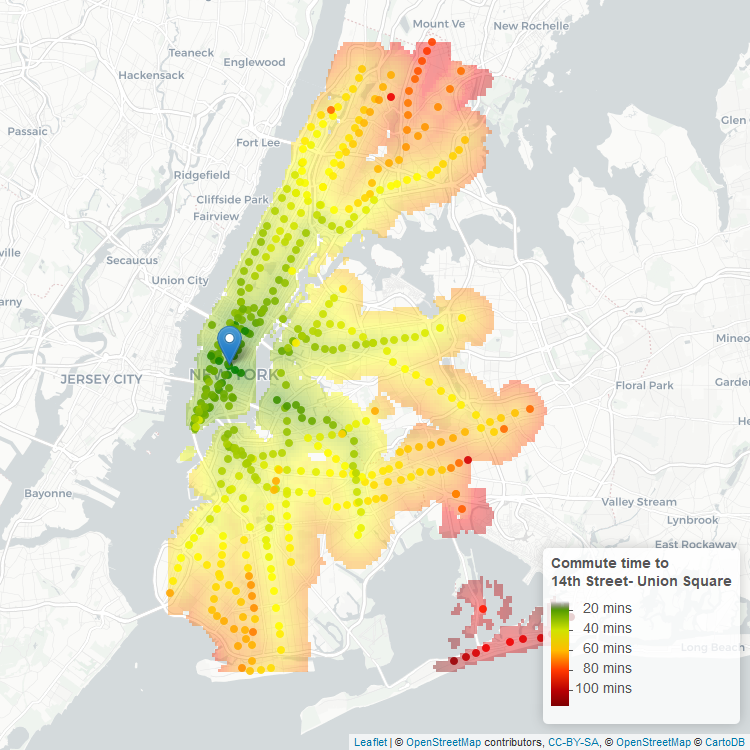 Mount Ve
New Rochelle
Teaneck
Englewood
Hackensack
Glen
Passaic
Fort Lee
Ridgefield
Cliffside Park
Fairview
ville
Secaucus
Union City
arny
Mineo
NEW YORK
JERSEY CITY
Floral Park
Garde
He
Bayonne
Valley Stream
Lynbrook
East Rockaway
Long Beach
Commute time to
14th Street- Union Square
20 mins
40 mins
60 mins
80 mins
100 mins
Leaflet | © OpenStreetMap contributors, CC-BY-SA, © OpenStreetMap © CartoDB